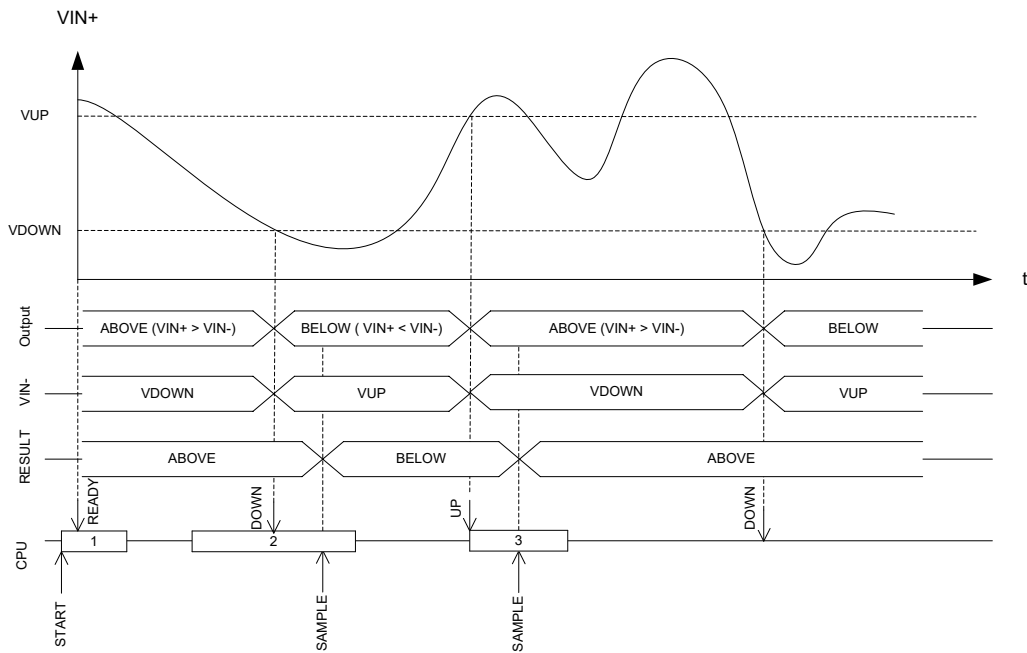 VIN+
VUP
VDOWN
t
Output
ABOVE (VIN+ > VIN-)
BELOW ( VIN+ < VIN-)
ABOVE (VIN+ > VIN-)
BELOW
VIN-
VDOWN
VUP
VDOWN
VUP
RESULT
ABOVE
BELOW
ABOVE
READY
DOWN
UP
DOWN
CPU
1
2
3
START
SAMPLE
SAMPLE